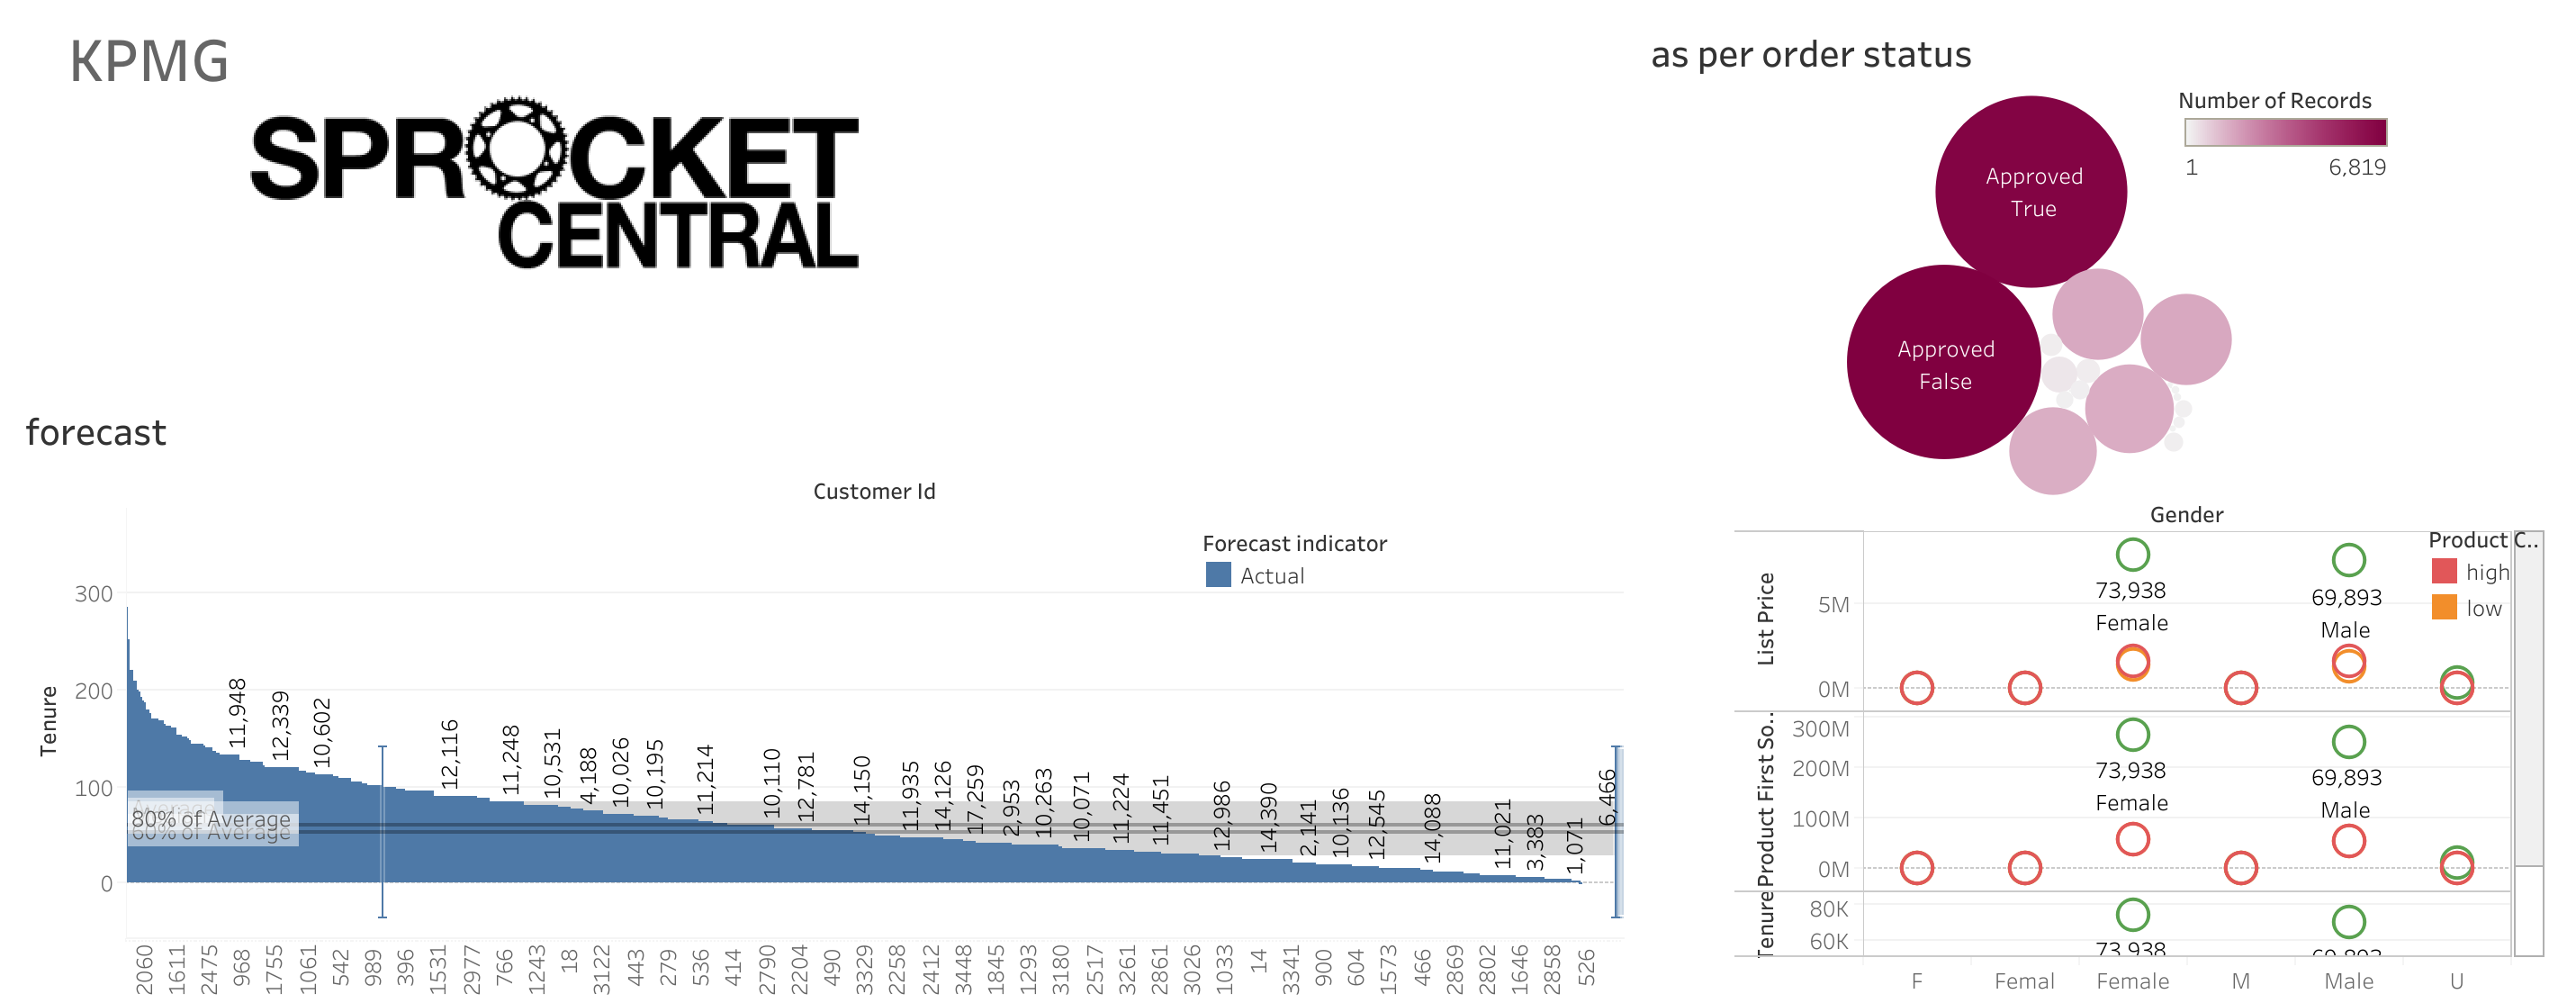 KPMG
SPROCKET
CENTRAL
as per order status
Number of Records
1 6,819
Approved
True
Approved
False
forecast
Customer Id
Forecast indicator
Actual
Tenure
300
200
100
0
11,948
12,339
10,602
12,116
11,248
10,531
4,188
10,026
10,195
11,214
10,110
12,781
14,150
11,935
14,126
17,259
2,953
10,263
10,071
11,224
11,451
12,986
14,390
2,141
10,136
12,545
14,088
11,021
3,383
1,071
6,466
Average
80% of Average
60% of Average
2060
1611
2475
968
1755
1061
542
989
396
1531
2977
766
1243
18
3122
443
279
536
414
2790
2204
490
3329
2258
2412
3448
1845
1293
3180
2517
3261
2861
3026
1033
14
3341
900
604
1573
466
2869
2802
1646
2858
526
Gender
Product C..
high
low
List Price
5M
0M
73,938
Female
69,893
Male
Product First So..
300M
200M
100M
0M
73,938
Female
69,893
Male
Tenure
80K
60K
73,938
69,893
F Femal Female M Male U